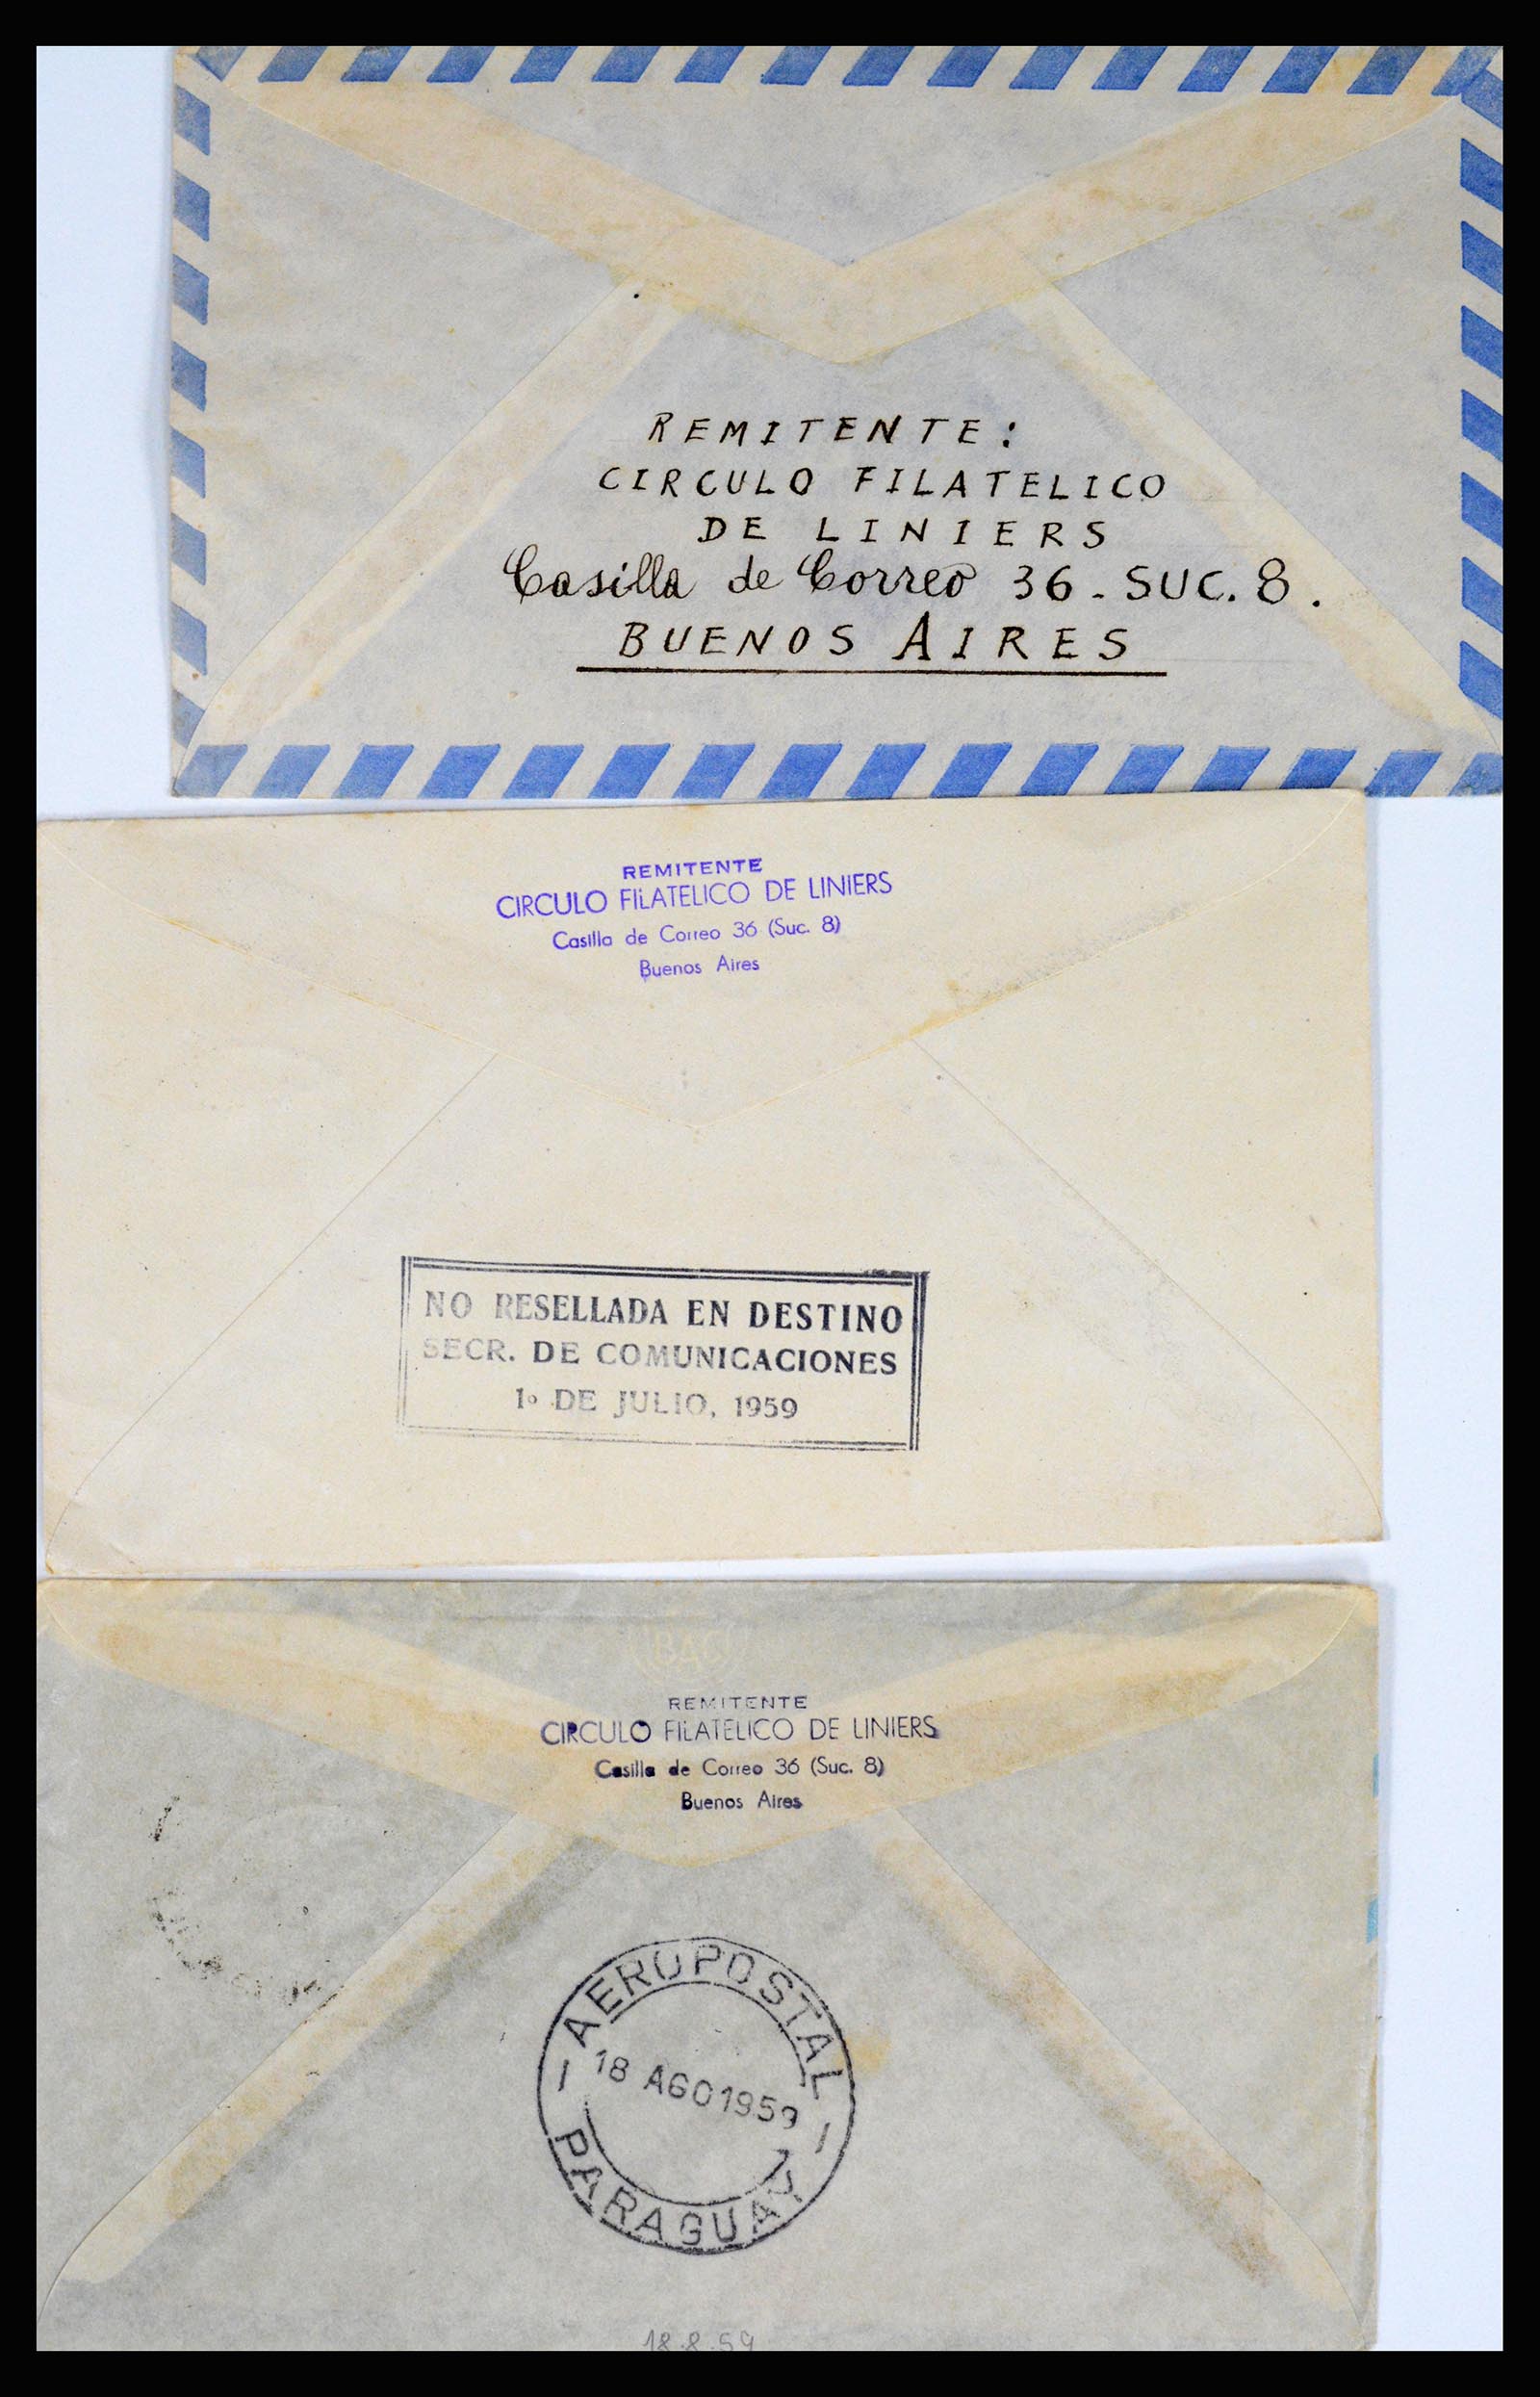 REMITENTE:
CIRCULO FILATELICO
DE LINIERS
Casilla de Correo 36 - SUC. 8.
BUENOS AIRES
REMITENTE
CIRCULO FILATELICO DE LINIERS
Casilla de Correo 36 (Suc. 8)
Buenos Aires
NO RESELLADA EN DESTINO
SECR. DE COMUNICACIONES
1º DE JULIO, 1959
BAC
REMITENTE
CIRCULO FILATELICO DE LINIERS
Casilla de Correo 36 (Suc. 8)
Buenos Aires
AEROPOSTAL
18 AGO 1959
PARAGUAY
18.8.59